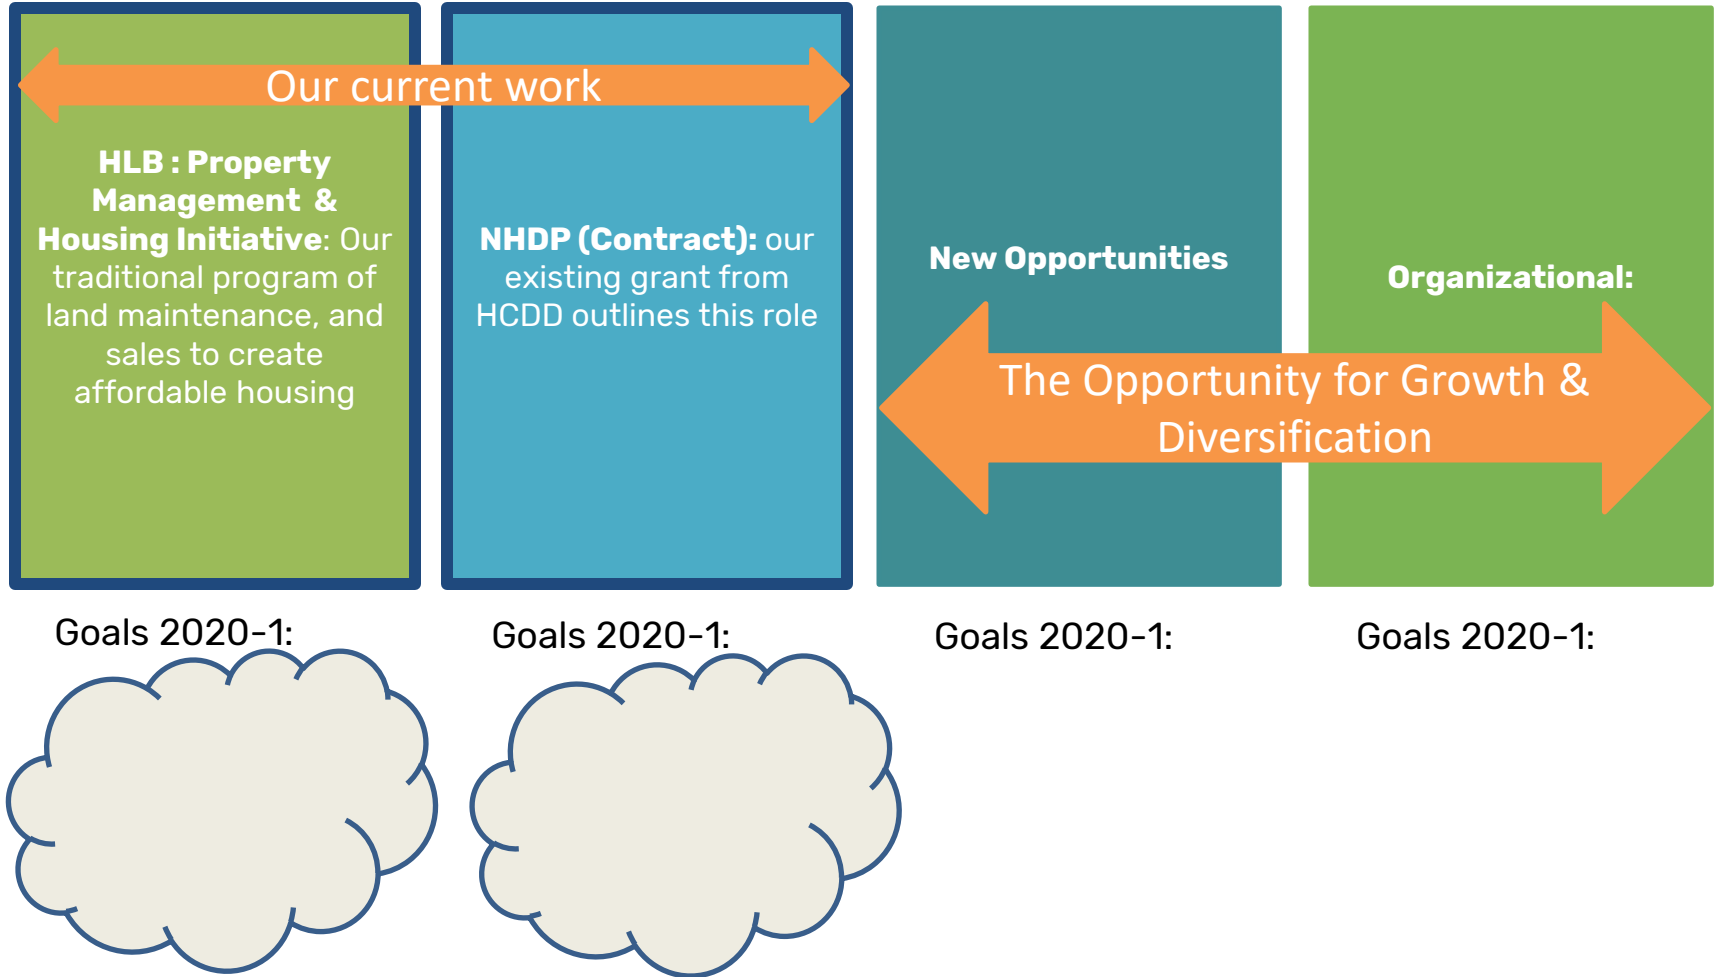 Our current work
HLB : Property
Management &
Housing Initiative: Our
traditional program of
land maintenance, and
sales to create
affordable housing
NHDP (Contract): our
existing grant from
HCDD outlines this role
New Opportunities
Organizational:
The Opportunity for Growth &
Diversification
Goals 2020-1:
Goals 2020-1:
Goals 2020-1:
Goals 2020-1: